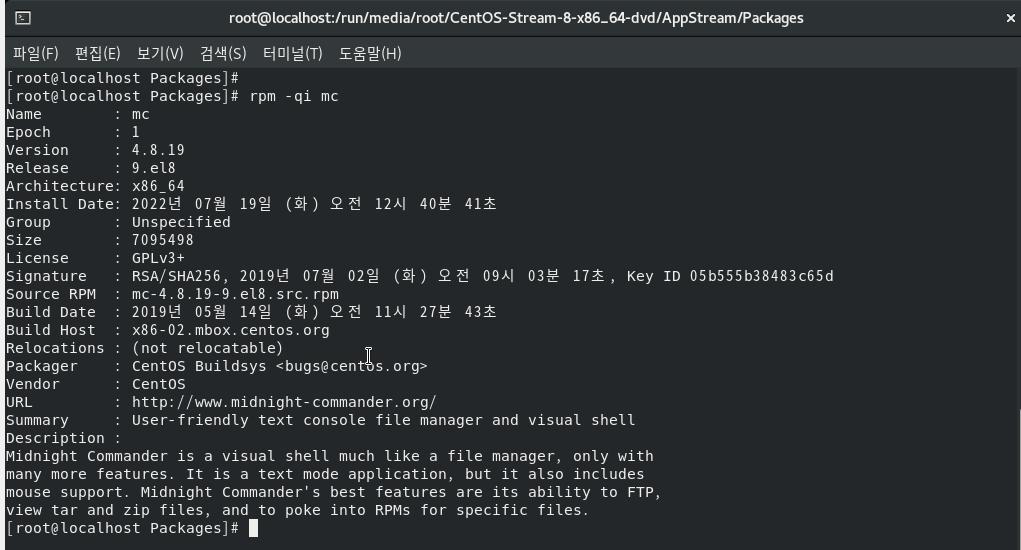 root@localhost:/run/media/root/CentOS-Stream-8-x86_64-dvd/AppStream/Packages
파일(F) 편집(E) 보기(V) 검색(S) 터미널(T) 도움말(H)
[root@localhost Packages]#
[root@localhost Packages]# rpm -qi mc
Name        : mc
Epoch       : 1
Version     : 4.8.19
Release     : 9.el8
Architecture: x86_64
Install Date: 2022년 07월 19일 (화) 오전 12시 40분 41초
Group       : Unspecified
Size        : 7095498
License     : GPLv3+
Signature   : RSA/SHA256, 2019년 07월 02일 (화) 오전 09시 03분 17초, Key ID 05b555b38483c65d
Source RPM  : mc-4.8.19-9.el8.src.rpm
Build Date  : 2019년 05월 14일 (화) 오전 11시 27분 43초
Build Host  : x86-02.mbox.centos.org
Relocations : (not relocatable)
Packager    : CentOS Buildsys <bugs@centos.org>
Vendor      : CentOS
URL         : http://www.midnight-commander.org/
Summary     : User-friendly text console file manager and visual shell
Description :
Midnight Commander is a visual shell much like a file manager, only with
many more features. It is a text mode application, but it also includes
mouse support. Midnight Commander's best features are its ability to FTP,
view tar and zip files, and to poke into RPMs for specific files.
[root@localhost Packages]#